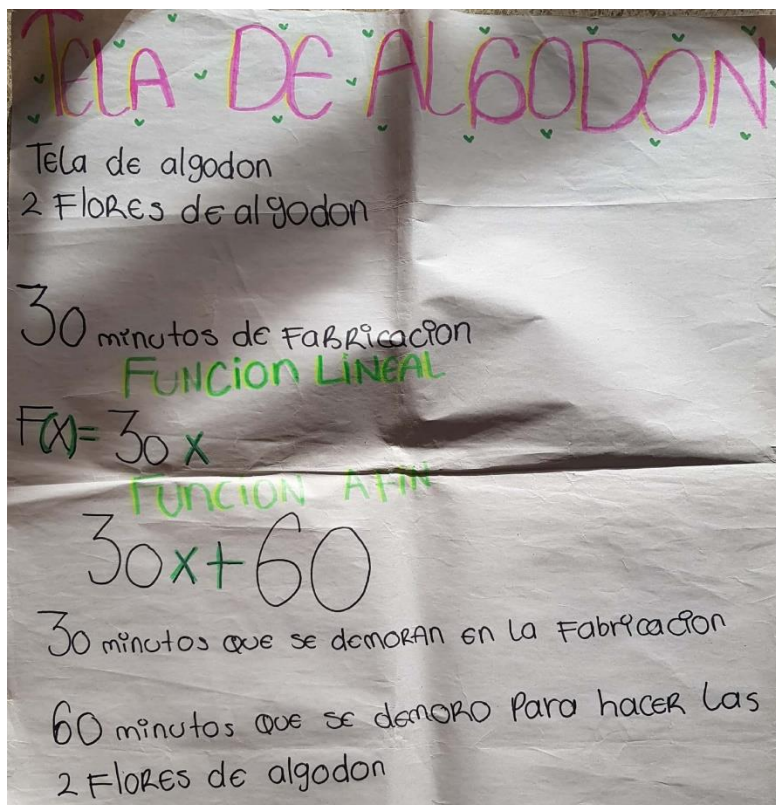 TELA DE ALGODON
Tela de algodon
2 Flores de algodon
30 minutos de Fabricacion
Funcion Lineal
F(x)= 30x
Funcion Afin
30x+60
30 minutos que se demoran en la Fabricacion
60 minutos que se demoro para hacer las
2 Flores de algodon